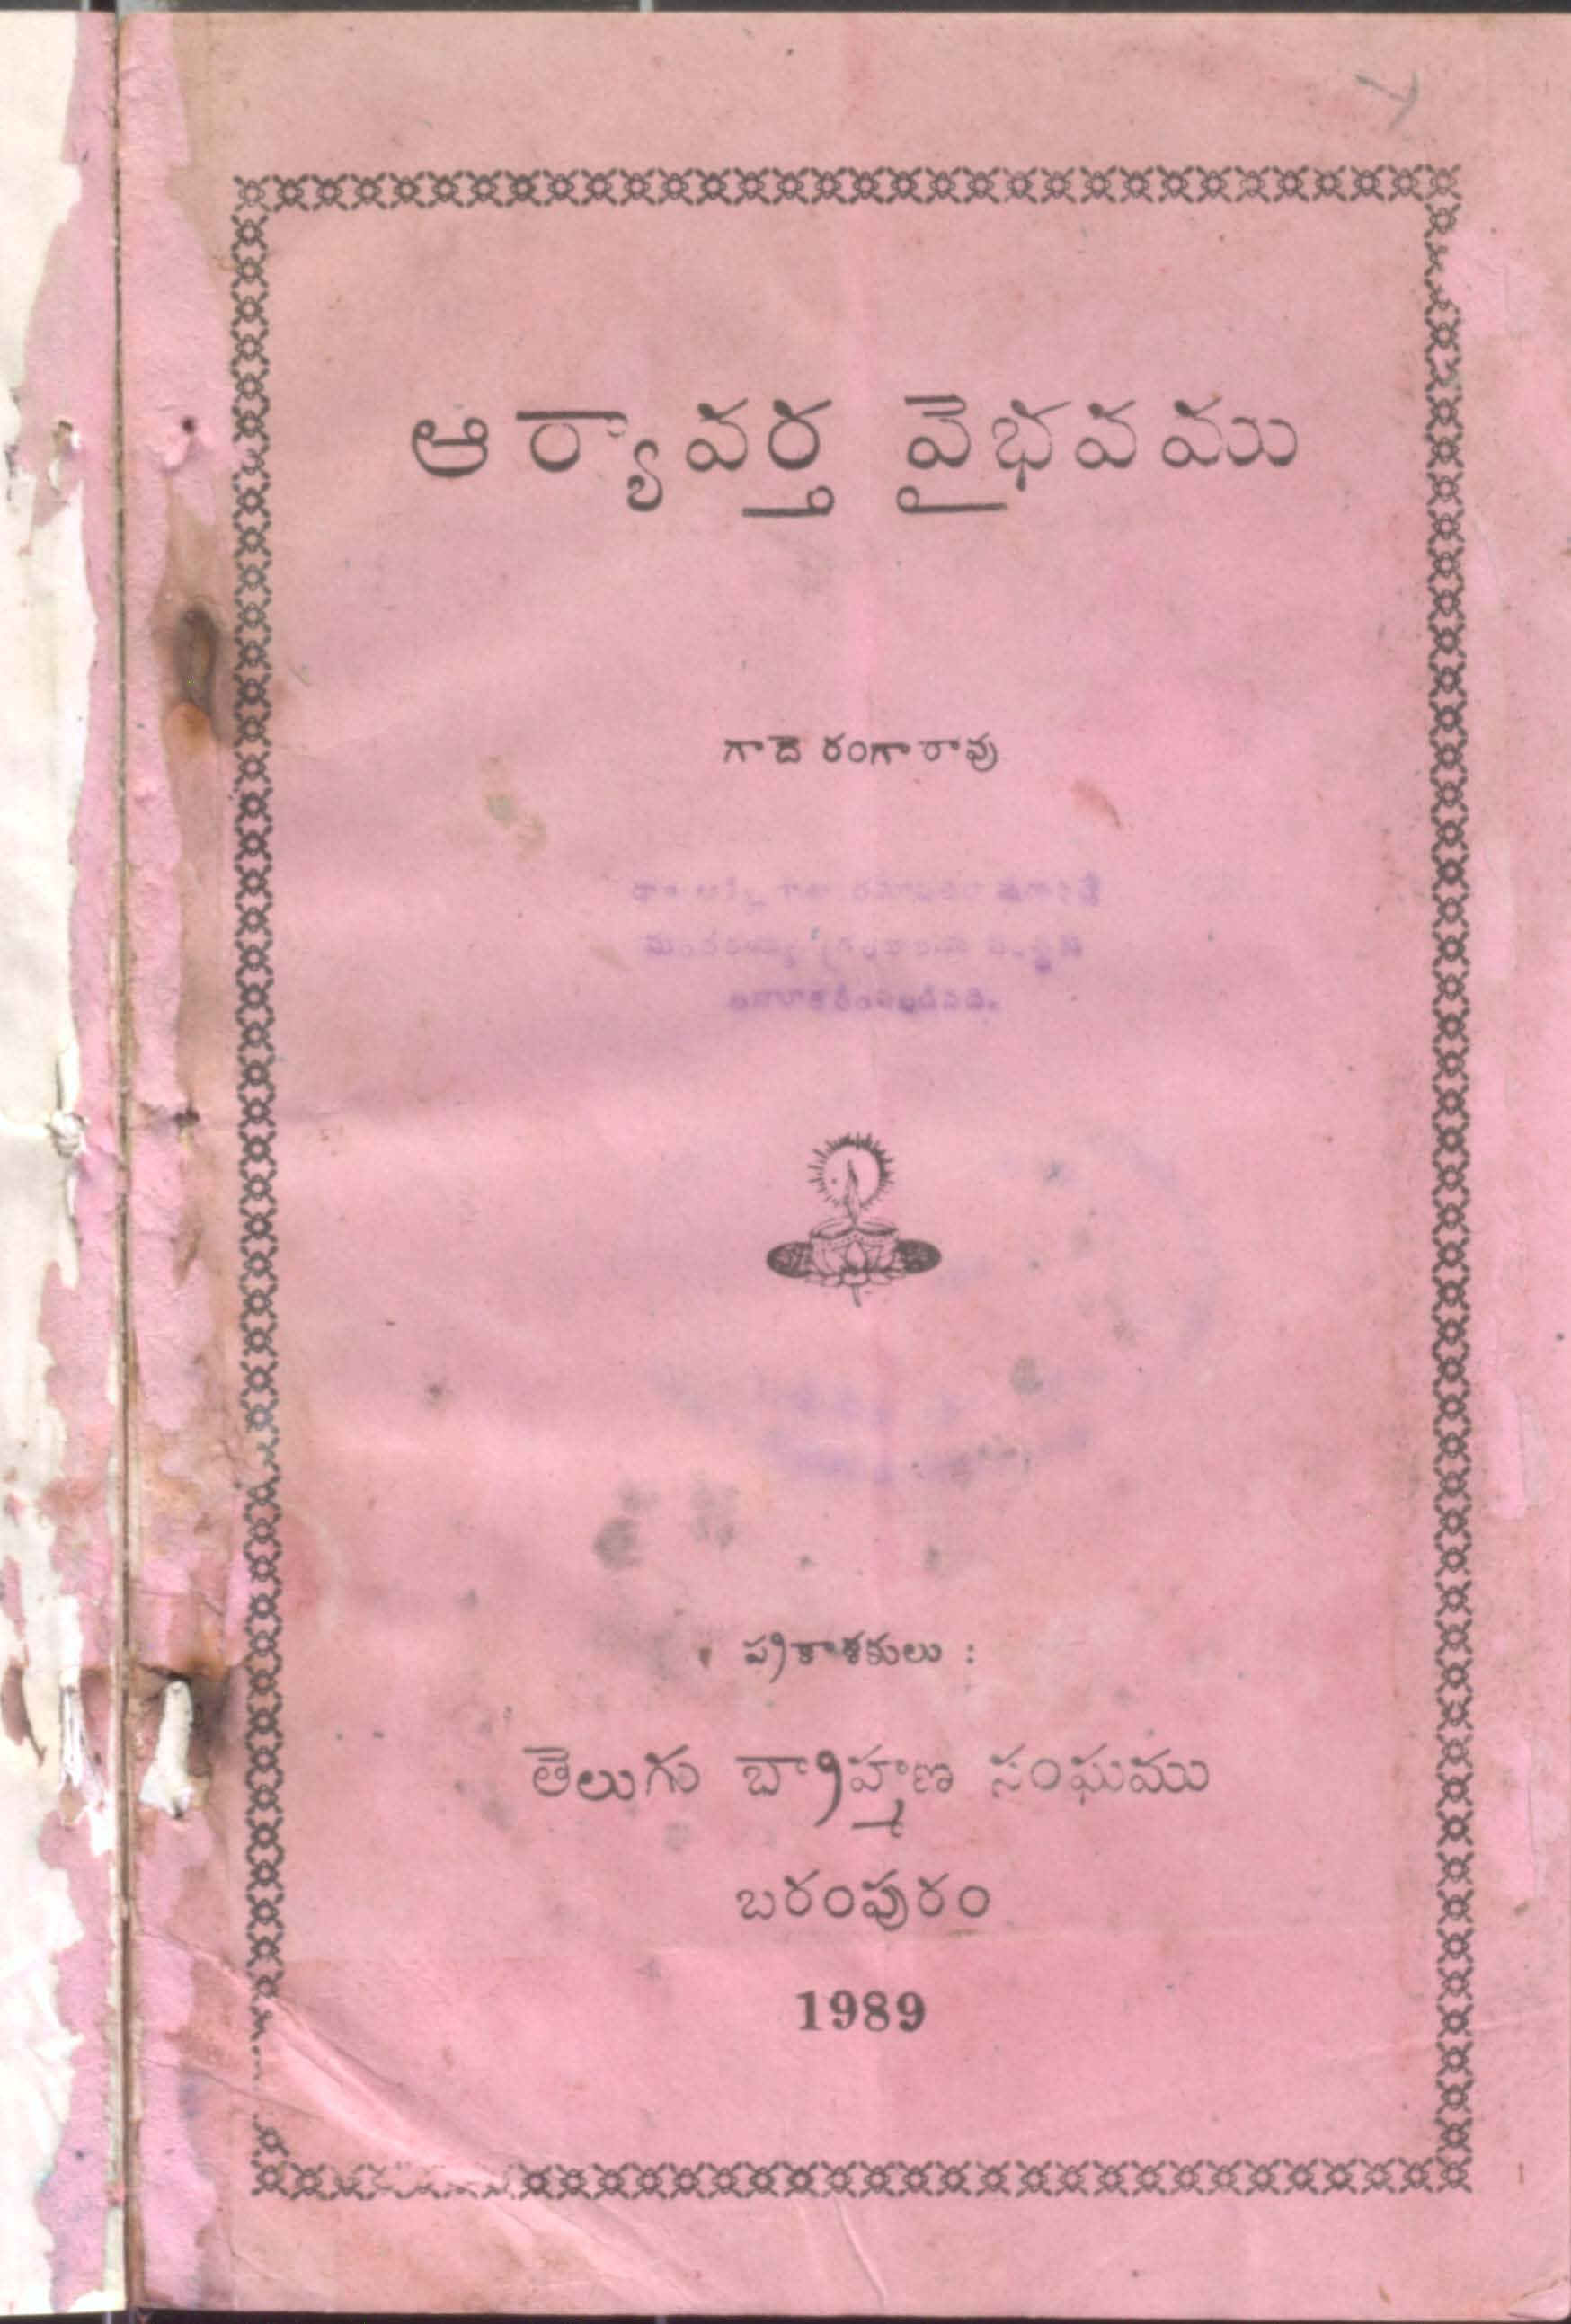 ఆర్యావర్త వైభవము
గాదె రంగారావు
ప్రకాశకులు :
తెలుగు బ్రాహ్మణ సంఘము
బరంపురం
1989